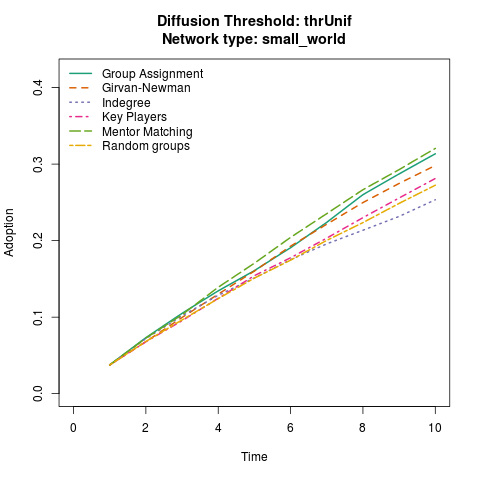 Diffusion Threshold: thrUnif
Network type: small_world
Group Assignment
Girvan-Newman
Indegree
Key Players
Mentor Matching
Random groups
Adoption
0.4
0.3
0.2
0.1
0.0
0 2 4 6 8 10
Time